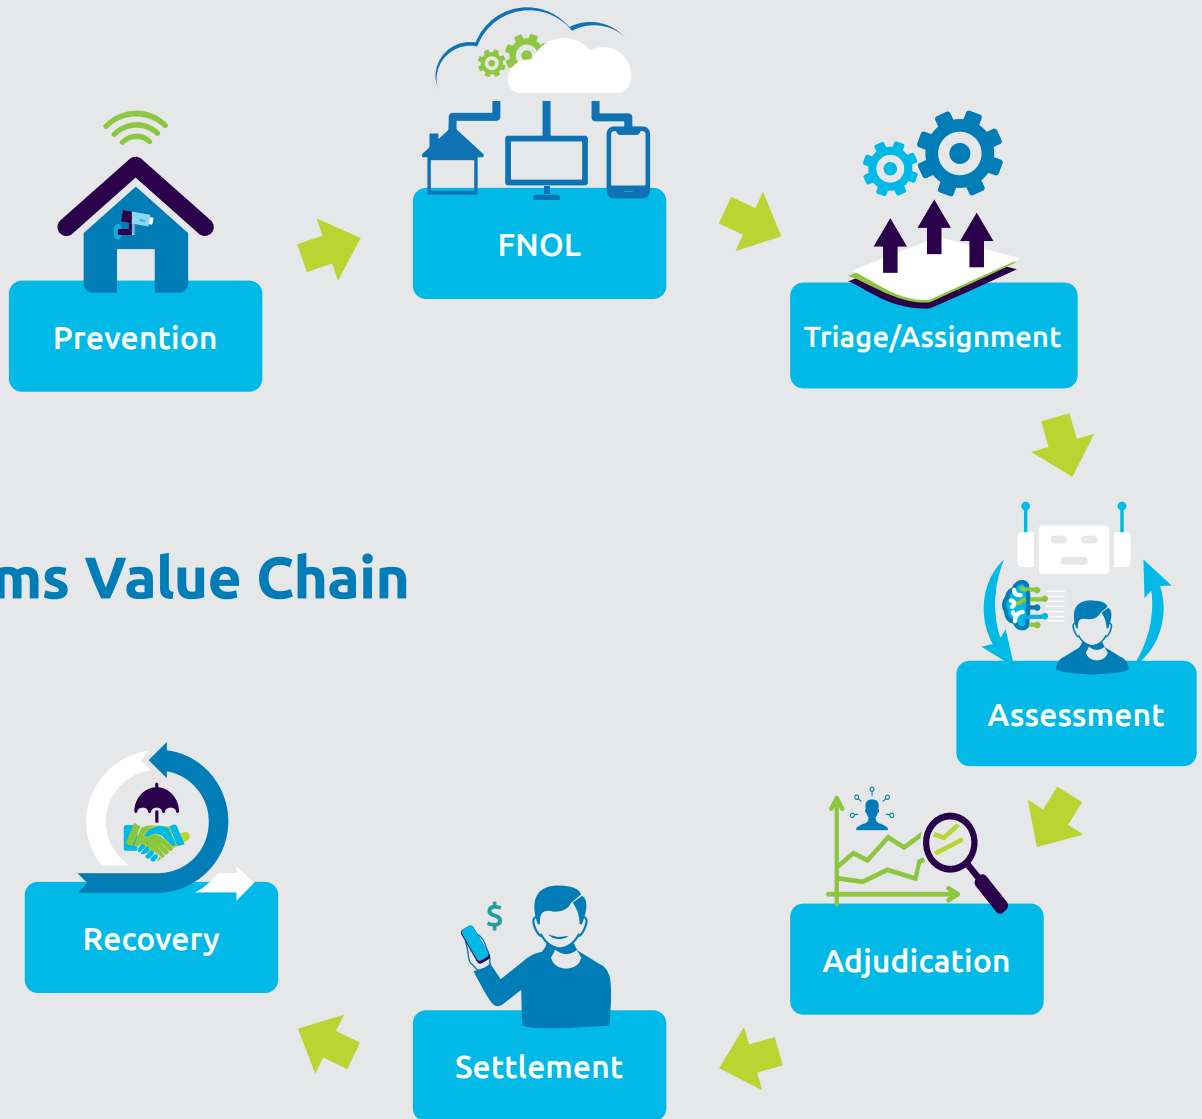 FNOL
Prevention
Triage/Assignment
ms Value Chain
Assessment
$
Recovery
Adjudication
Settlement